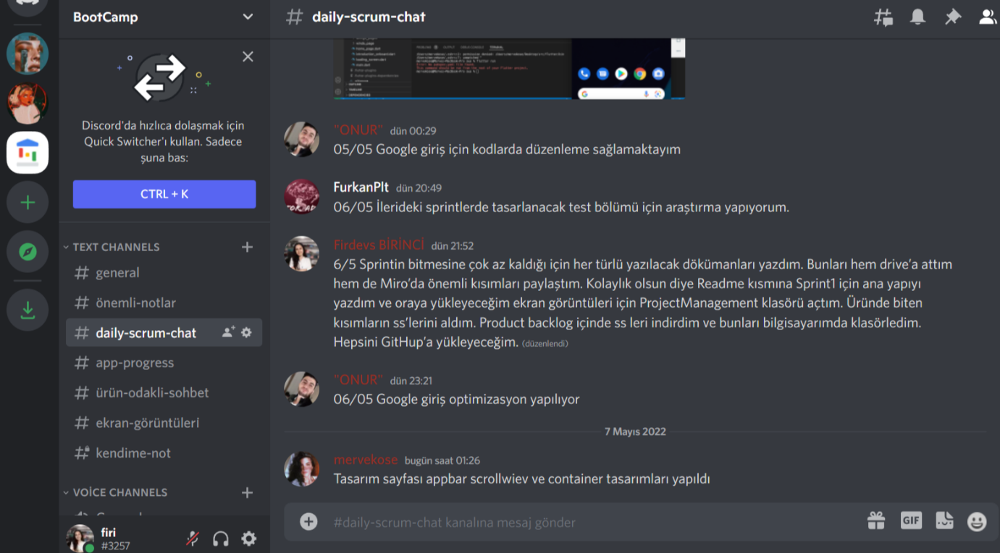 BootCamp
daily-scrum-chat
Discord'da hızlıca dolaşmak için
Quick Switcher'ı kullan. Sadece
şuna bas:
CTRL + K
TEXT CHANNELS
general
önemli-notlar
daily-scrum-chat
app-progress
ürün-odakli-sohbet
ekran-görüntüleri
kendime-not
VOİCE CHANNELS
firi
#3257
"ONUR" dün 00:29
05/05 Google giriş için kodlarda düzenleme sağlamaktayım
FurkanPlt dün 20:49
06/05 İlerideki sprintlerde tasarlanacak test bölümü için araştırma yapıyorum.
Firdevs BİRİNCİ dün 21:52
6/5 Sprintin bitmesine çok az kaldığı için her türlü yazılacak dökümanları yazdım. Bunları hem drive’a attım
hem de Miro’da önemli kısımları paylaştım. Kolaylık olsun diye Readme kısmına Sprint1 için ana yapıyı
yazdım ve oraya yükleyeceğim ekran görüntüleri için ProjectManagement klasörü açtım. Üründe biten
kısımların ss’lerini aldım. Product backlog içinde ss leri indirdim ve bunları bilgisayarımda klasörledim.
Hepsini GitHup’a yükleyeceğim. (düzenlendi)
"ONUR" dün 23:21
06/05 Google giriş optimizasyon yapılıyor
7 Mayıs 2022
mervekose bugün saat 01:26
Tasarım sayfası appbar scrollwiev ve container tasarımları yapıldı
#daily-scrum-chat kanalına mesaj gönder
GIF